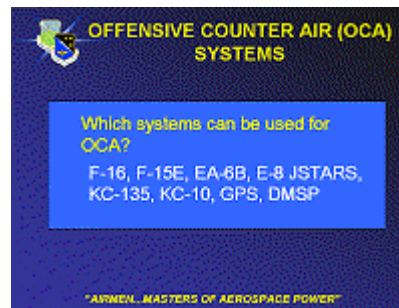 OFFENSIVE COUNTER AIR (OCA)
SYSTEMS
Which systems can be used for
OCA?
F-16, F-15E, EA-6B, E-8 JSTARS,
KC-135, KC-10, GPS, DMSP
"AIRMEN...MASTERS OF AEROSPACE POWER"